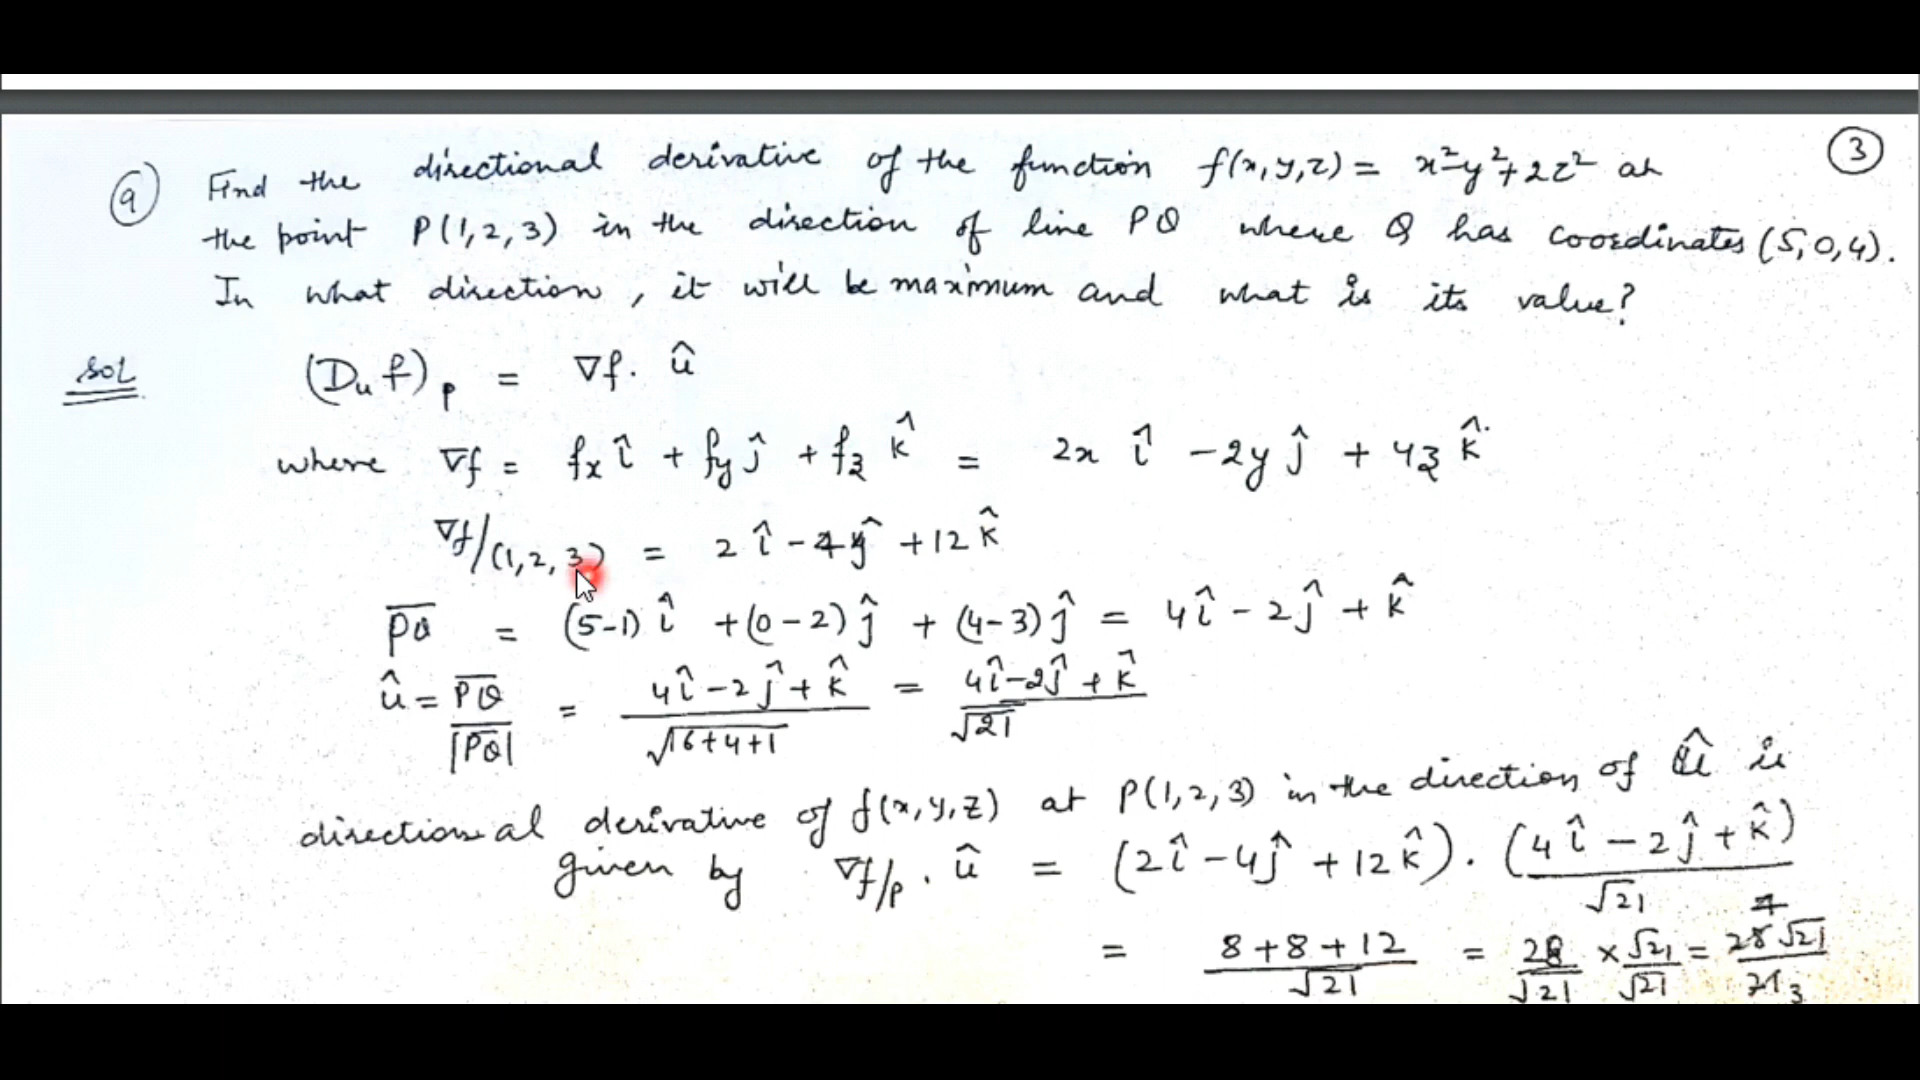 ③
⑨ Find the directional derivative of the function f(x,y,z) = x²-y²+2z² at
the point P(1,2,3) in the direction of line PQ where Q has coordinates (5,0,4).
In what direction, it will be maximum and what is its value?
Sol (Du f)p = ∇f. û
where ∇f = fx î + fy ĵ + fz k̂ = 2x î - 2y ĵ + 4z k̂
∇f/(1,2,3) = 2 î - 4 ĵ + 12 k̂
PQ = (5-1) î + (0-2) ĵ + (4-3) ĵ = 4î - 2ĵ + k̂
û = PQ/|PQ| = (4î - 2ĵ + k̂)/√16+4+1 = (4î - 2ĵ + k̂)/√21
directional derivative of f(x,y,z) at P(1,2,3) in the direction of û is
given by ∇f/p . û = (2î - 4ĵ + 12 k̂) . (4î - 2ĵ + k̂)/√21
= (8+8+12)/√21 = 28/√21 × √21/√21 = 28√21/21 4 3